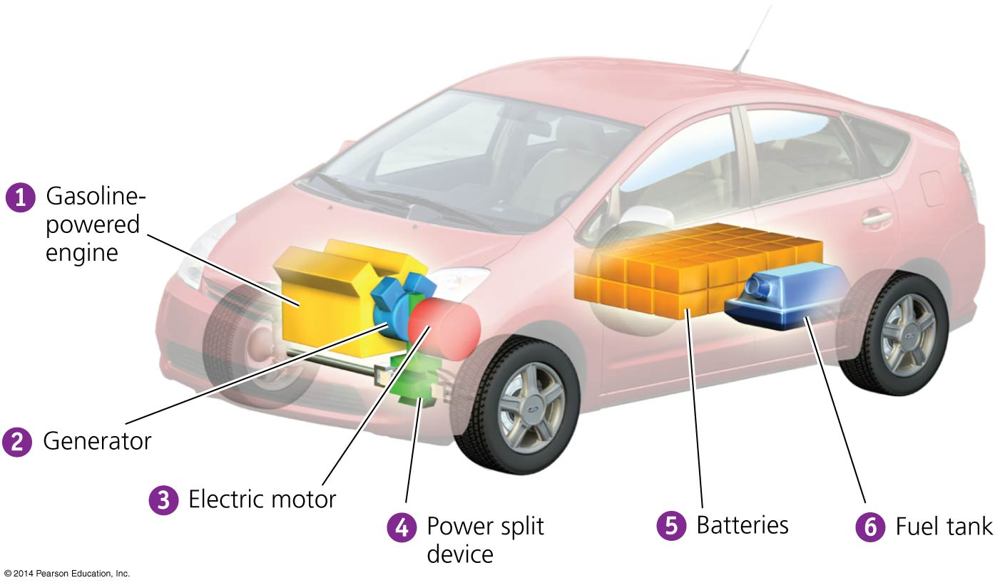 1 Gasoline-
powered
engine
2 Generator
3 Electric motor
4 Power split
device
5 Batteries
6 Fuel tank
© 2014 Pearson Education, Inc.